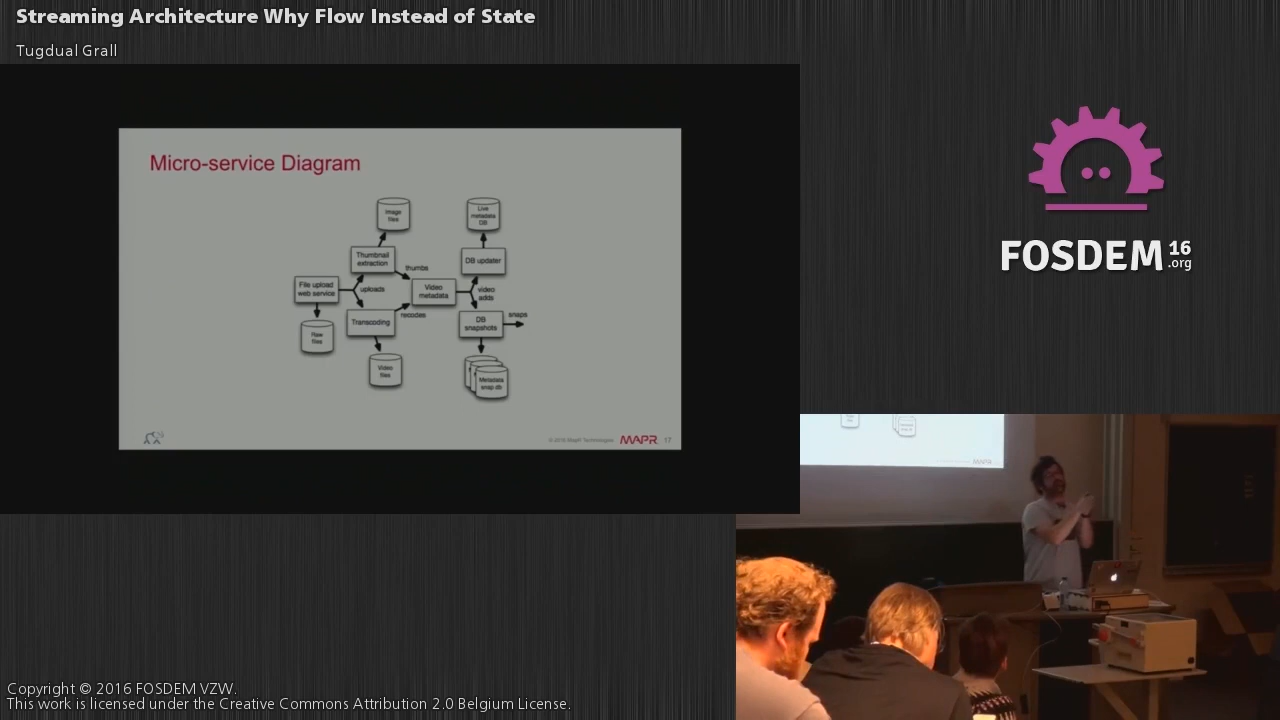 Streaming Architecture Why Flow Instead of State
Tugdual Grall
Micro-service Diagram
Image
files
Live
metadata
DB
Thumbnail
extraction
thumbs
DB updater
File upload
web service
uploads
Video
metadata
video
adds
Transcoding
recodes
DB
snapshots
snaps
Raw
files
Video
files
Metadata
snap db
MAPR
17
FOSDEM 16
.org
MAPR
Copyright © 2016 FOSDEM VZW.
This work is licensed under the Creative Commons Attribution 2.0 Belgium License.